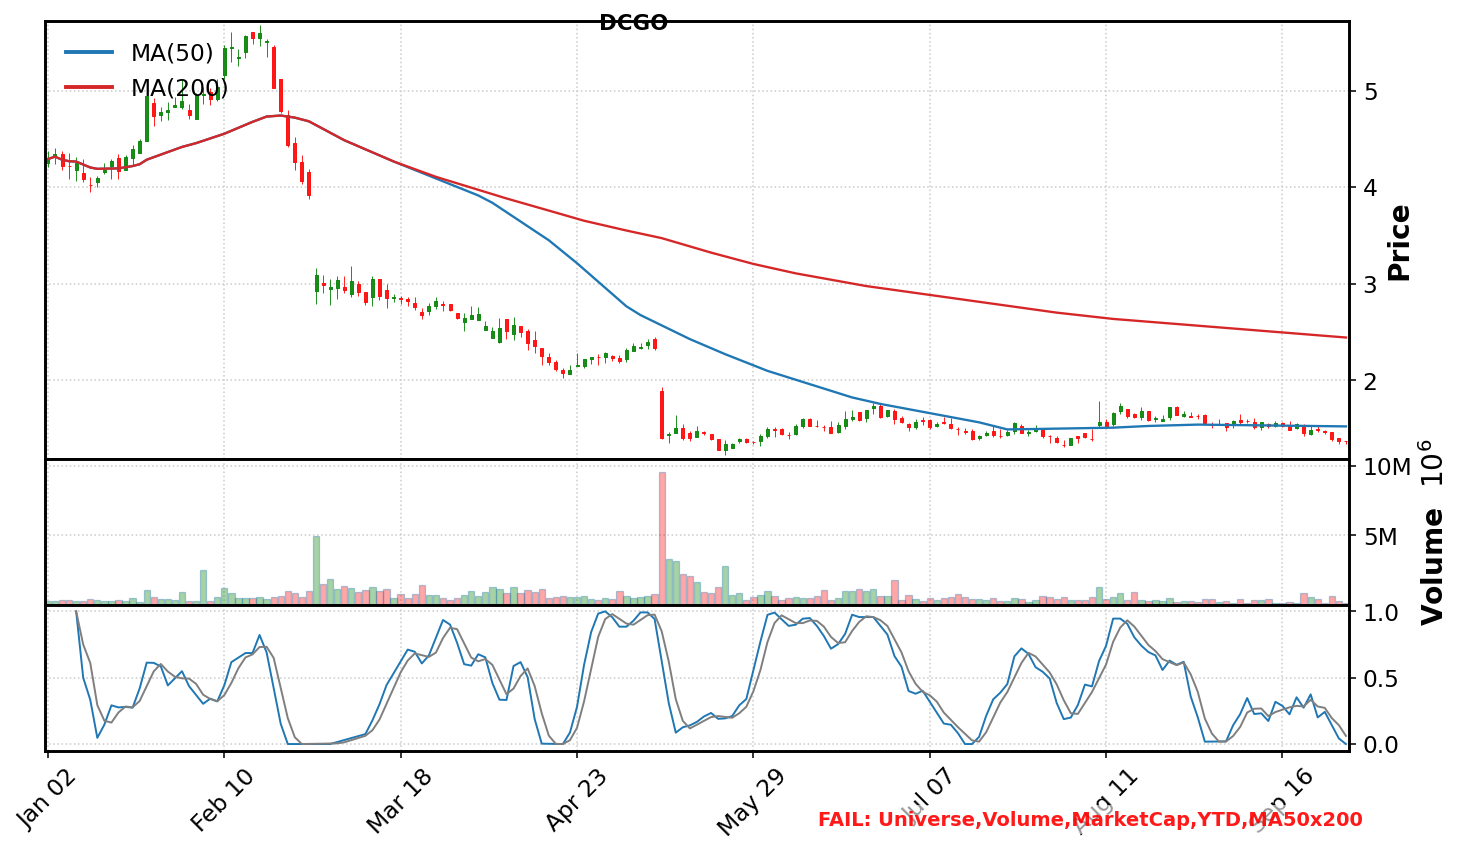 DCGO
MA(50)
MA(200)
5
4
3
2
Price
10M
5M
Volume 10^6
1.0
0.5
0.0
Jan 02
Feb 10
Mar 18
Apr 23
May 29
Jul 07
Aug 11
Sep 16
FAIL: Universe,Volume,MarketCap,YTD,MA50x200